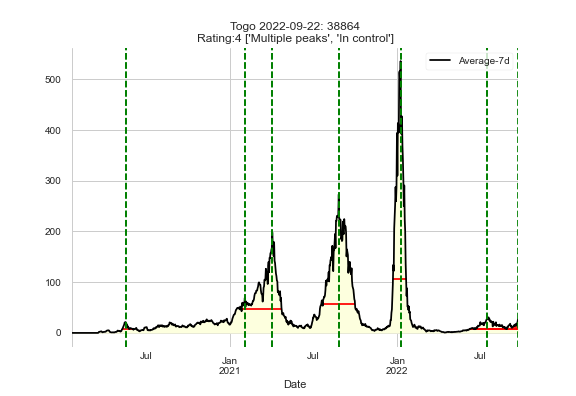 Togo 2022-09-22: 38864
Rating:4 ['Multiple peaks', 'In control']
Average-7d
500
400
300
200
100
0
Jul
Jan
2021
Jul
Jan
2022
Jul
Date